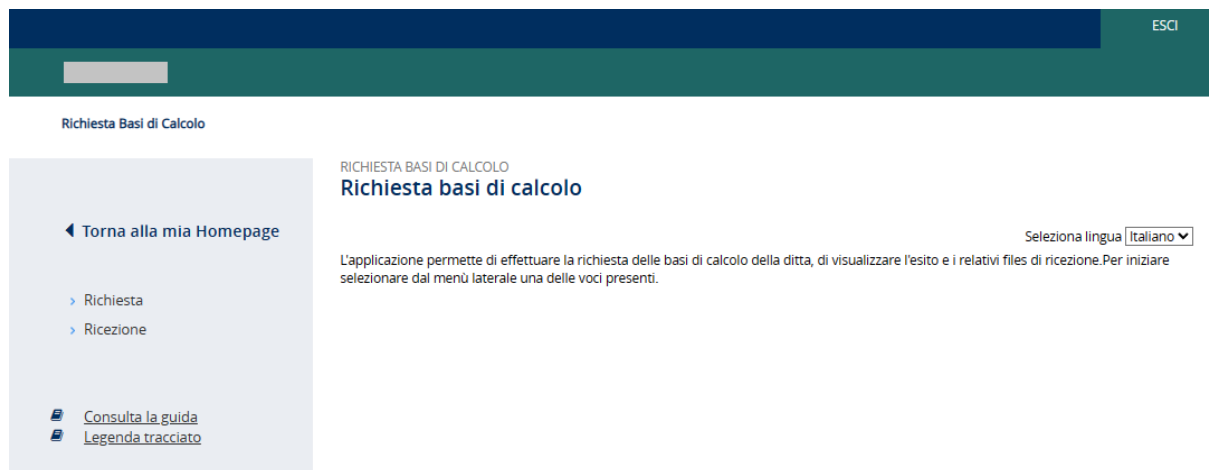 ESCI
Richiesta Basi di Calcolo
RICHIESTA BASI DI CALCOLO
Richiesta basi di calcolo
Torna alla mia Homepage
Seleziona lingua Italiano
L'applicazione permette di effettuare la richiesta delle basi di calcolo della ditta, di visualizzare l'esito e i relativi files di ricezione.Per iniziare
selezionare dal menù laterale una delle voci presenti.
Richiesta
Ricezione
Consulta la guida
Legenda tracciato